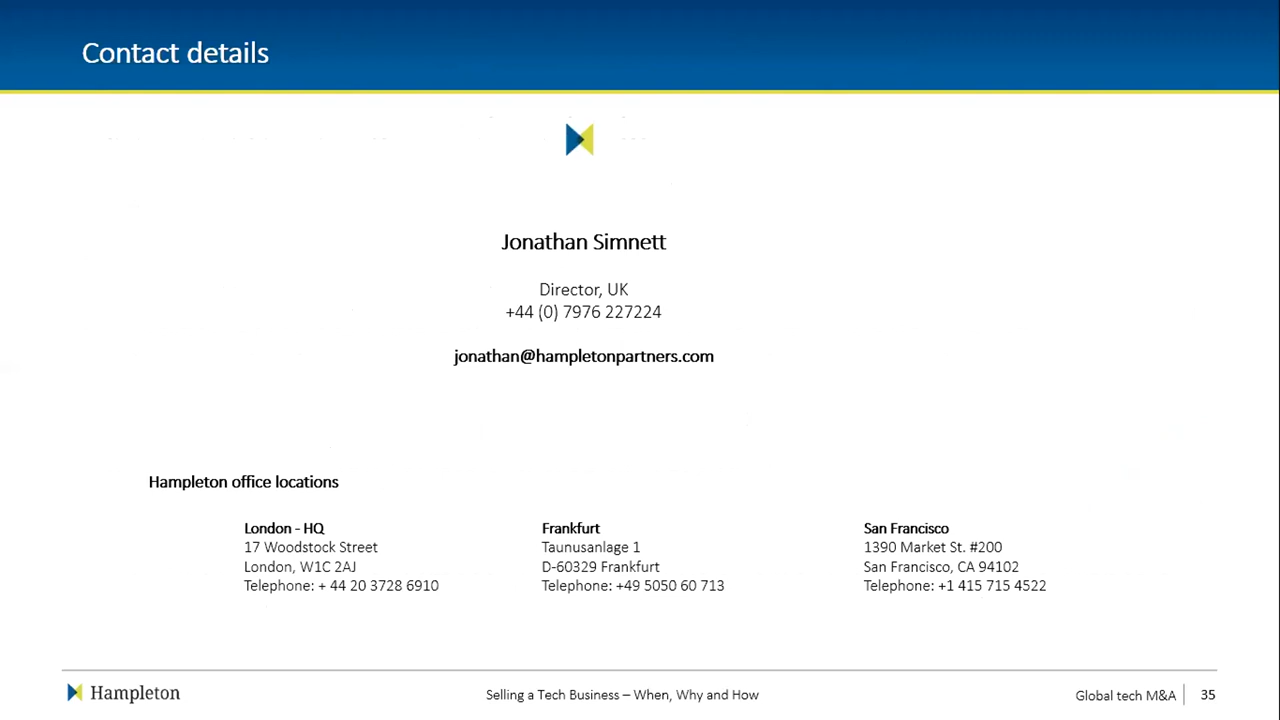 Contact details
Jonathan Simnett
Director, UK
+44 (0) 7976 227224
jonathan@hampletonpartners.com
Hampleton office locations
London - HQ
17 Woodstock Street
London, W1C 2AJ
Telephone: + 44 20 3728 6910
Frankfurt
Taunusanlage 1
D-60329 Frankfurt
Telephone: +49 5050 60 713
San Francisco
1390 Market St. #200
San Francisco, CA 94102
Telephone: +1 415 715 4522
Hampleton
Selling a Tech Business – When, Why and How
Global tech M&A
35